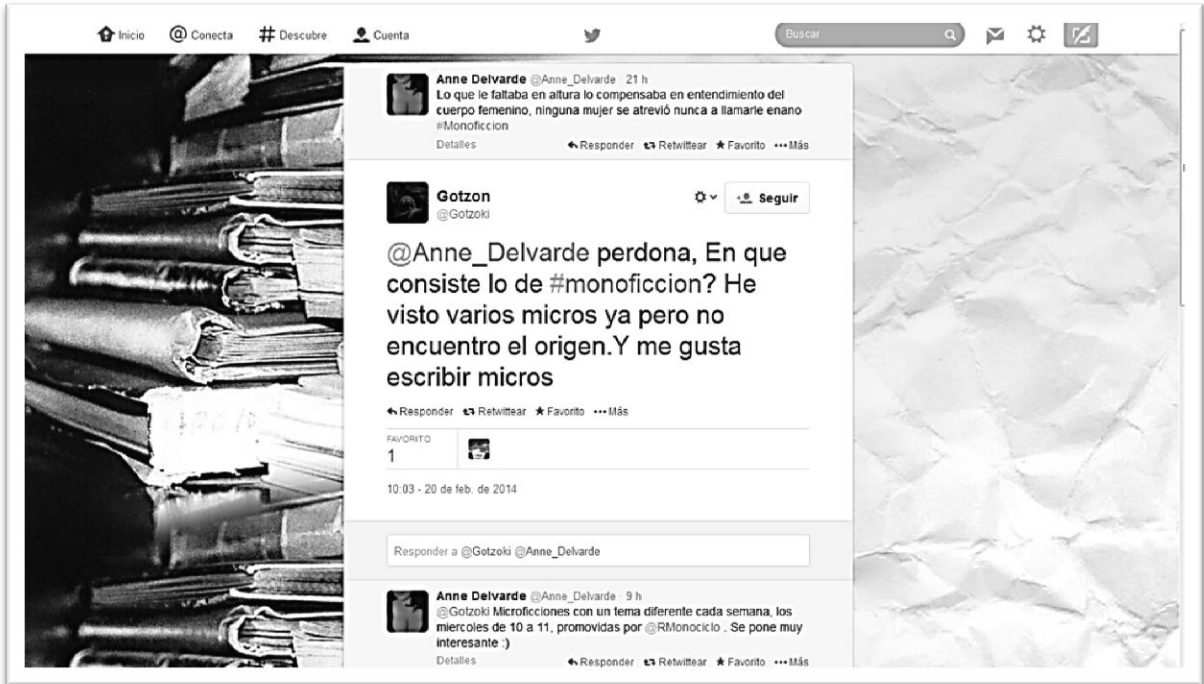 Inicio @ Conecta # Descubre Cuenta Buscar
Anne Delvarde @Anne_Delvarde · 21 h
Lo que le faltaba en altura lo compensaba en entendimiento del
cuerpo femenino, ninguna mujer se atrevió nunca a llamarle enano
#Monoficcion
Detalles Responder Retwittear Favorito Más
Gotzon
@Gotzoki
Seguir
@Anne_Delvarde perdona, En que
consiste lo de #monoficcion? He
visto varios micros ya pero no
encuentro el origen.Y me gusta
escribir micros
Responder Retwittear Favorito Más
FAVORITO
1
10:03 - 20 de feb. de 2014
Responder a @Gotzoki @Anne_Delvarde
Anne Delvarde @Anne_Delvarde · 9 h
@Gotzoki Microficciones con un tema diferente cada semana, los
miercoles de 10 a 11, promovidas por @RMonociclo . Se pone muy
interesante :)
Detalles Responder Retwittear Favorito Más